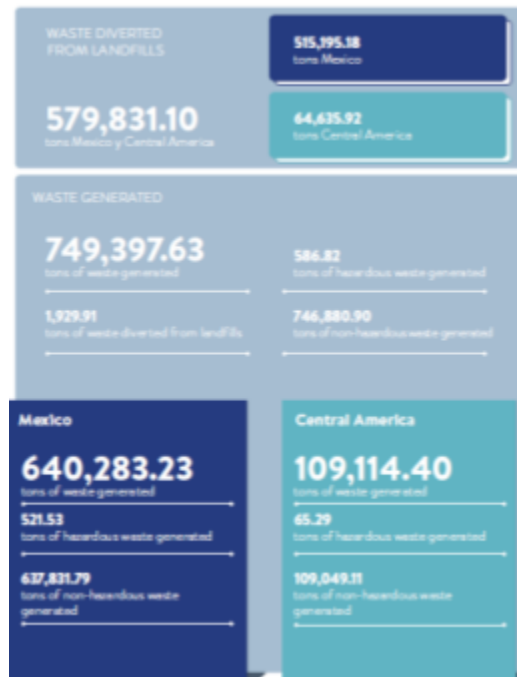 WASTE DIVERTED
FROM LANDFILLS
579,831.10
tons Mexico y Central America
515,195.18
tons Mexico
64,635.92
tons Central America
WASTE GENERATED
749,397.63
tons of waste generated
586.82
tons of hazardous waste generated
1,929.91
tons of waste diverted from landfills
746,880.90
tons of non-hazardous waste generated
Mexico
640,283.23
tons of waste generated
521.53
tons of hazardous waste generated
637,831.79
tons of non-hazardous waste
generated
Central America
109,114.40
tons of waste generated
65.29
tons of hazardous waste generated
109,049.11
tons of non-hazardous waste
generated